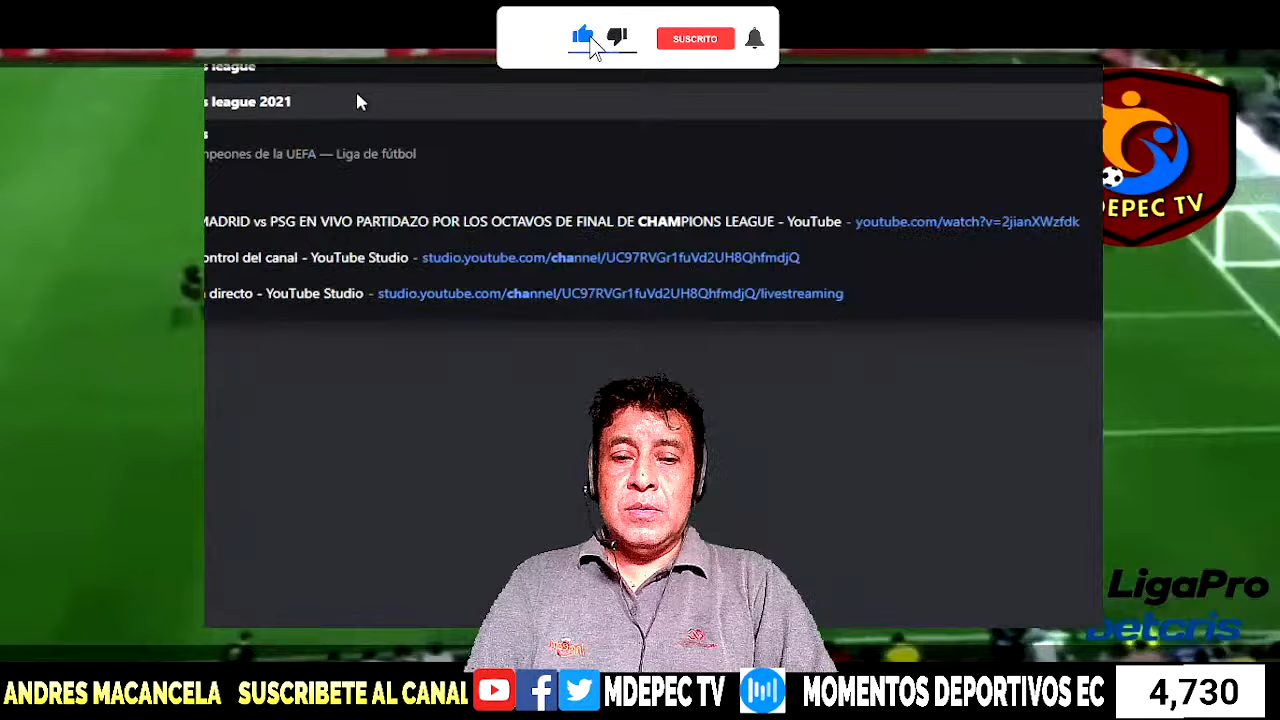 SUSCRITO
s league
s league 2021
s
mpeones de la UEFA — Liga de fútbol
MADRID vs PSG EN VIVO PARTIDAZO POR LOS OCTAVOS DE FINAL DE CHAMPIONS LEAGUE - YouTube - youtube.com/watch?v=2jianXWzfdk
ontrol del canal - YouTube Studio - studio.youtube.com/channel/UC97RVGr1fuVd2UH8QhfmdjQ
directo - YouTube Studio - studio.youtube.com/channel/UC97RVGr1fuVd2UH8QhfmdjQ/livestreaming
DEPEC TV
LigaPro
betcris
ANDRES MACANCELA SUSCRIBETE AL CANAL MDEPEC TV MOMENTOS DEPORTIVOS EC 4,730